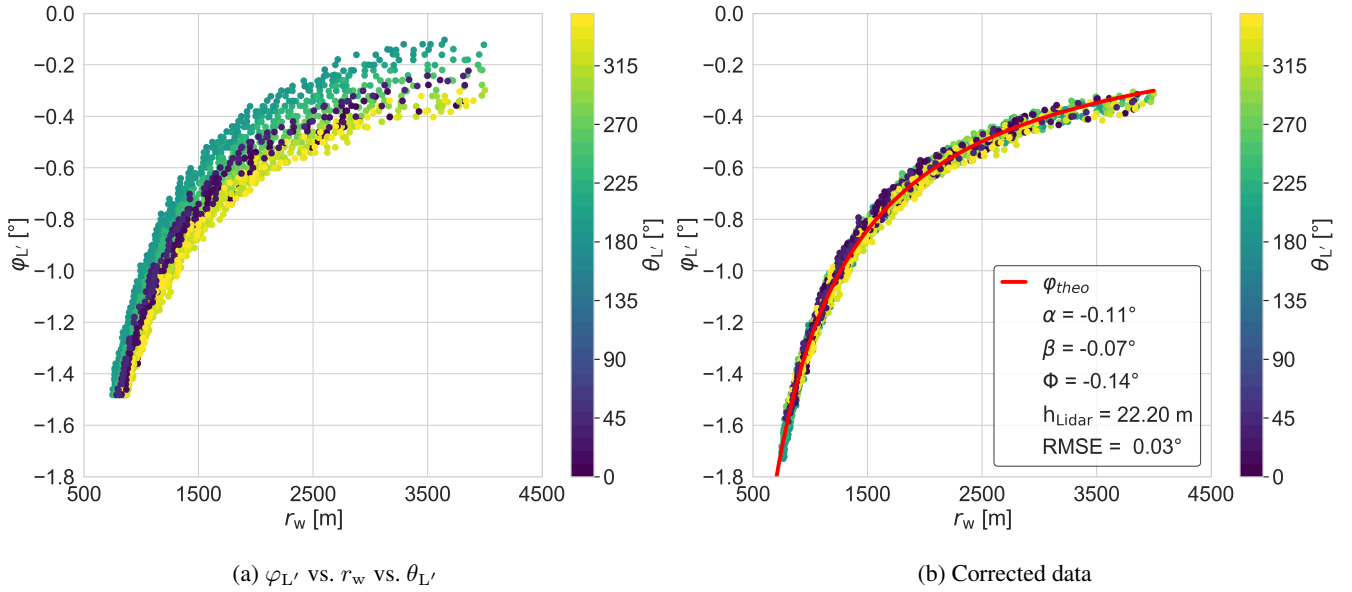 0.0
−0.2
−0.4
−0.6
−0.8
−1.0
−1.2
−1.4
−1.6
−1.8
φL′ [°]
500 1500 2500 3500 4500
rw [m]
315
270
225
180
135
90
45
0
θL′ [°]
(a) φL′ vs. rw vs. θL′
0.0
−0.2
−0.4
−0.6
−0.8
−1.0
−1.2
−1.4
−1.6
−1.8
φL′ [°]
φtheo
α = -0.11°
β = -0.07°
Φ = -0.14°
hLidar = 22.20 m
RMSE = 0.03°
500 1500 2500 3500 4500
rw [m]
315
270
225
180
135
90
45
0
θL′ [°]
(b) Corrected data